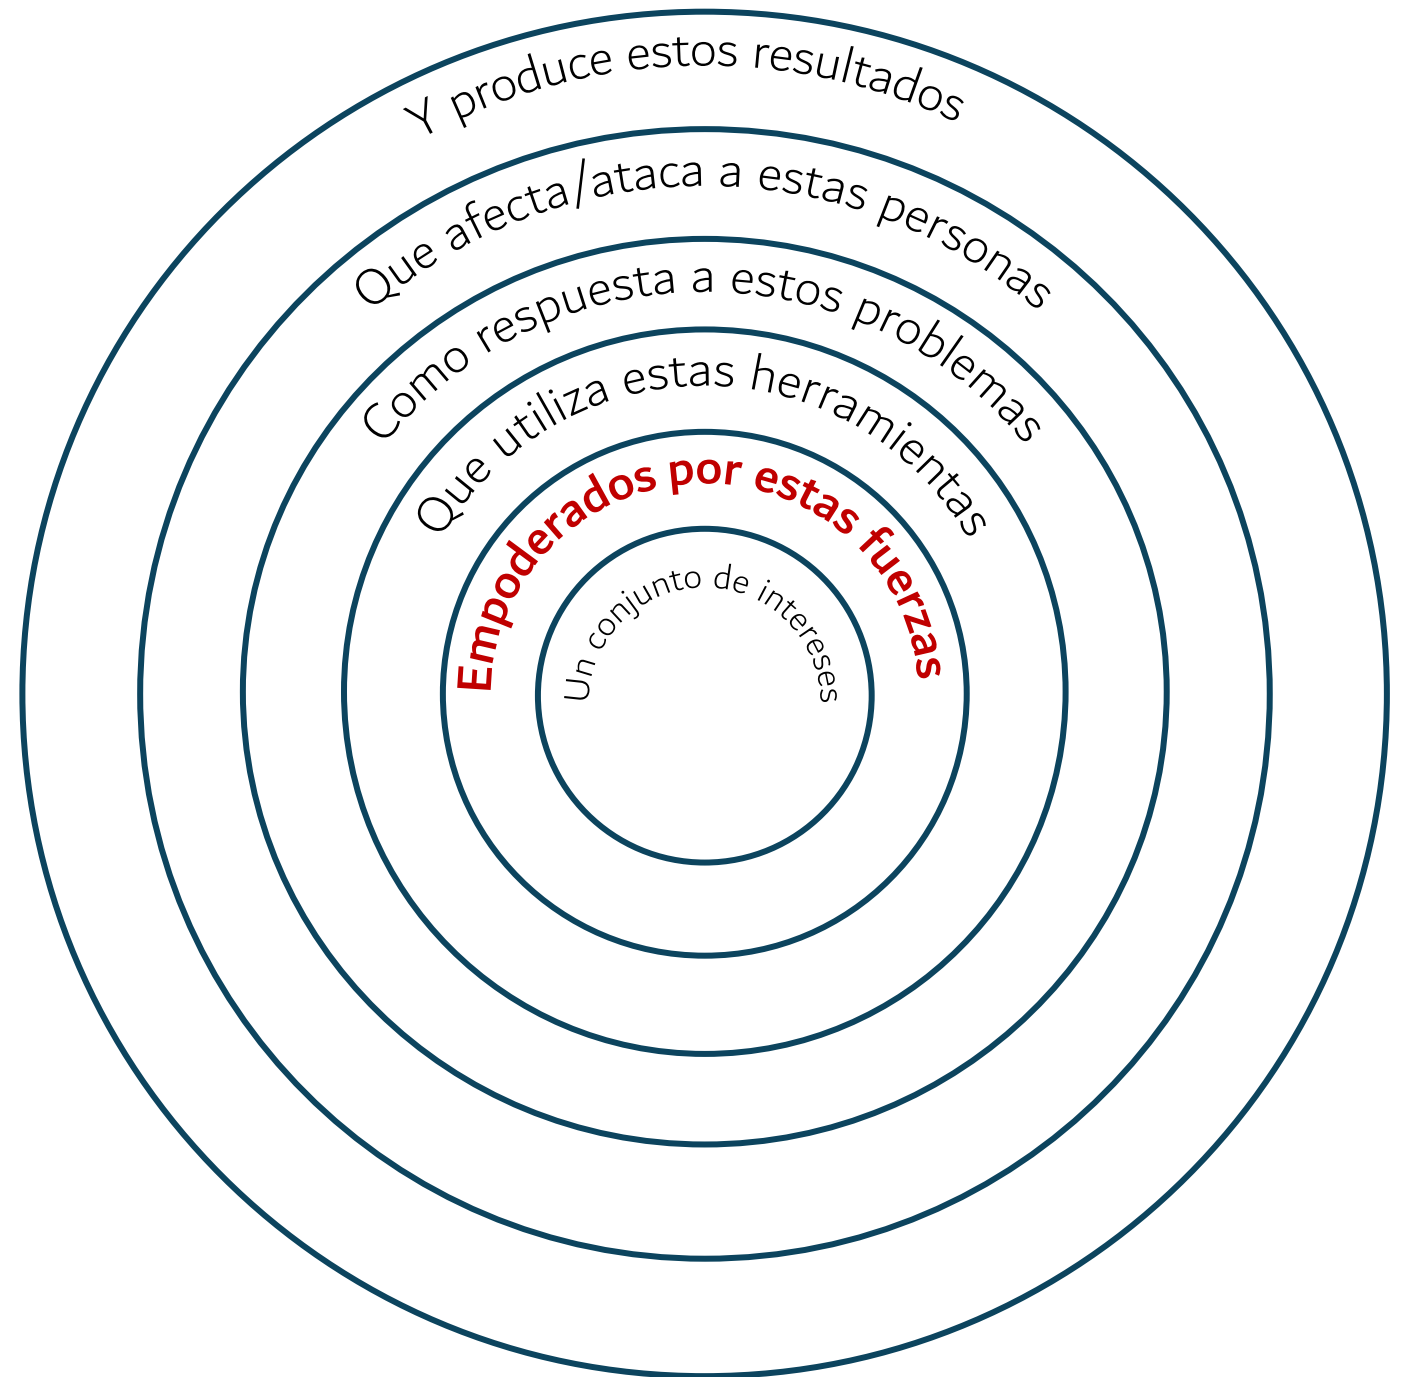 Y produce estos resultados
Que afecta/ataca a estas personas
Como respuesta a estos problemas
Que utiliza estas herramientas
Empoderados por estas fuerzas
Un conjunto de intereses